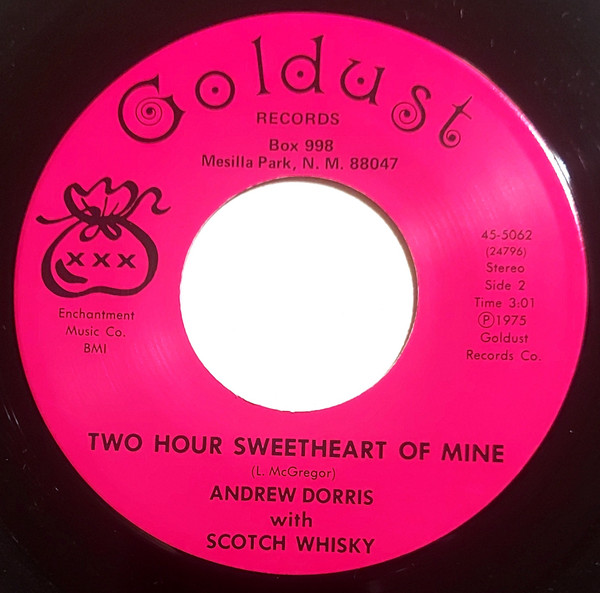 Goldust
RECORDS
Box 998
Mesilla Park, N. M. 88047
XXX
Enchantment
Music Co.
BMI
45-5062
(24796)
Stereo
Side 2
Time 3:01
Ⓟ1975
Goldust
Records Co.
TWO HOUR SWEETHEART OF MINE
(L. McGregor)
ANDREW DORRIS
with
SCOTCH WHISKY